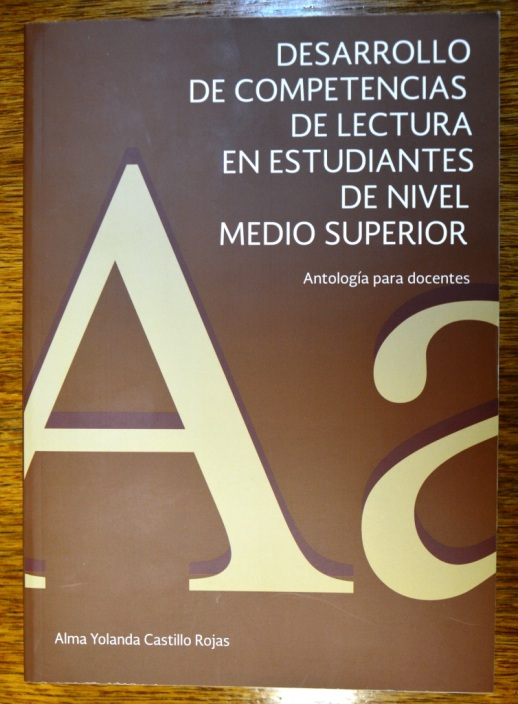 DESARROLLO
DE COMPETENCIAS
DE LECTURA
EN ESTUDIANTES
DE NIVEL
MEDIO SUPERIOR
Antología para docentes
Aa
Alma Yolanda Castillo Rojas